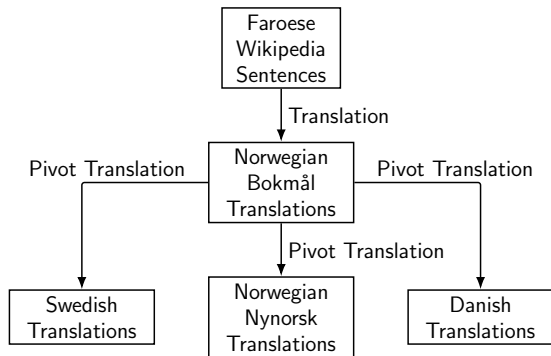 Faroese
Wikipedia
Sentences
Translation
Pivot Translation
Norwegian
Bokmål
Translations
Pivot Translation
Pivot Translation
Swedish
Translations
Norwegian
Nynorsk
Translations
Danish
Translations